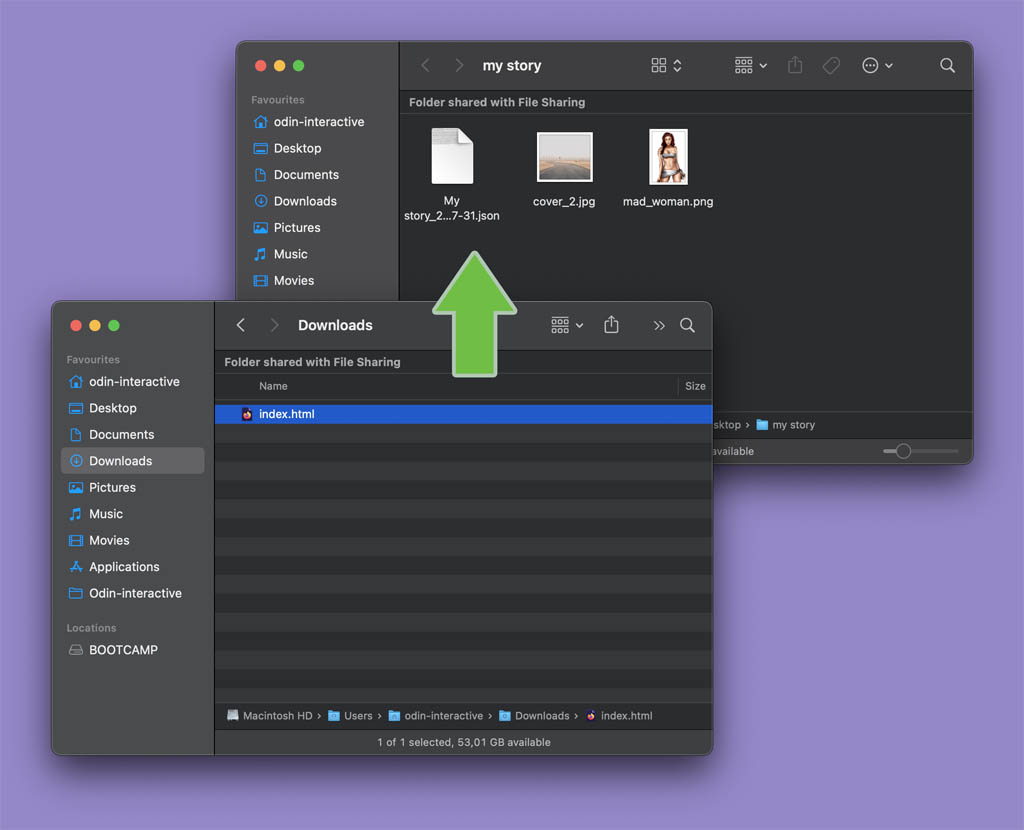 my story
Favourites
odin-interactive
Desktop
Documents
Downloads
Pictures
Music
Movies
Folder shared with File Sharing
My
story_2...7-31.json
cover_2.jpg
mad_woman.png
sktop › my story
available
Downloads
Favourites
odin-interactive
Desktop
Documents
Downloads
Pictures
Music
Movies
Applications
Odin-interactive
Locations
BOOTCAMP
Folder shared with File Sharing
Name Size
index.html
Macintosh HD › Users › odin-interactive › Downloads › index.html
1 of 1 selected, 53,01 GB available